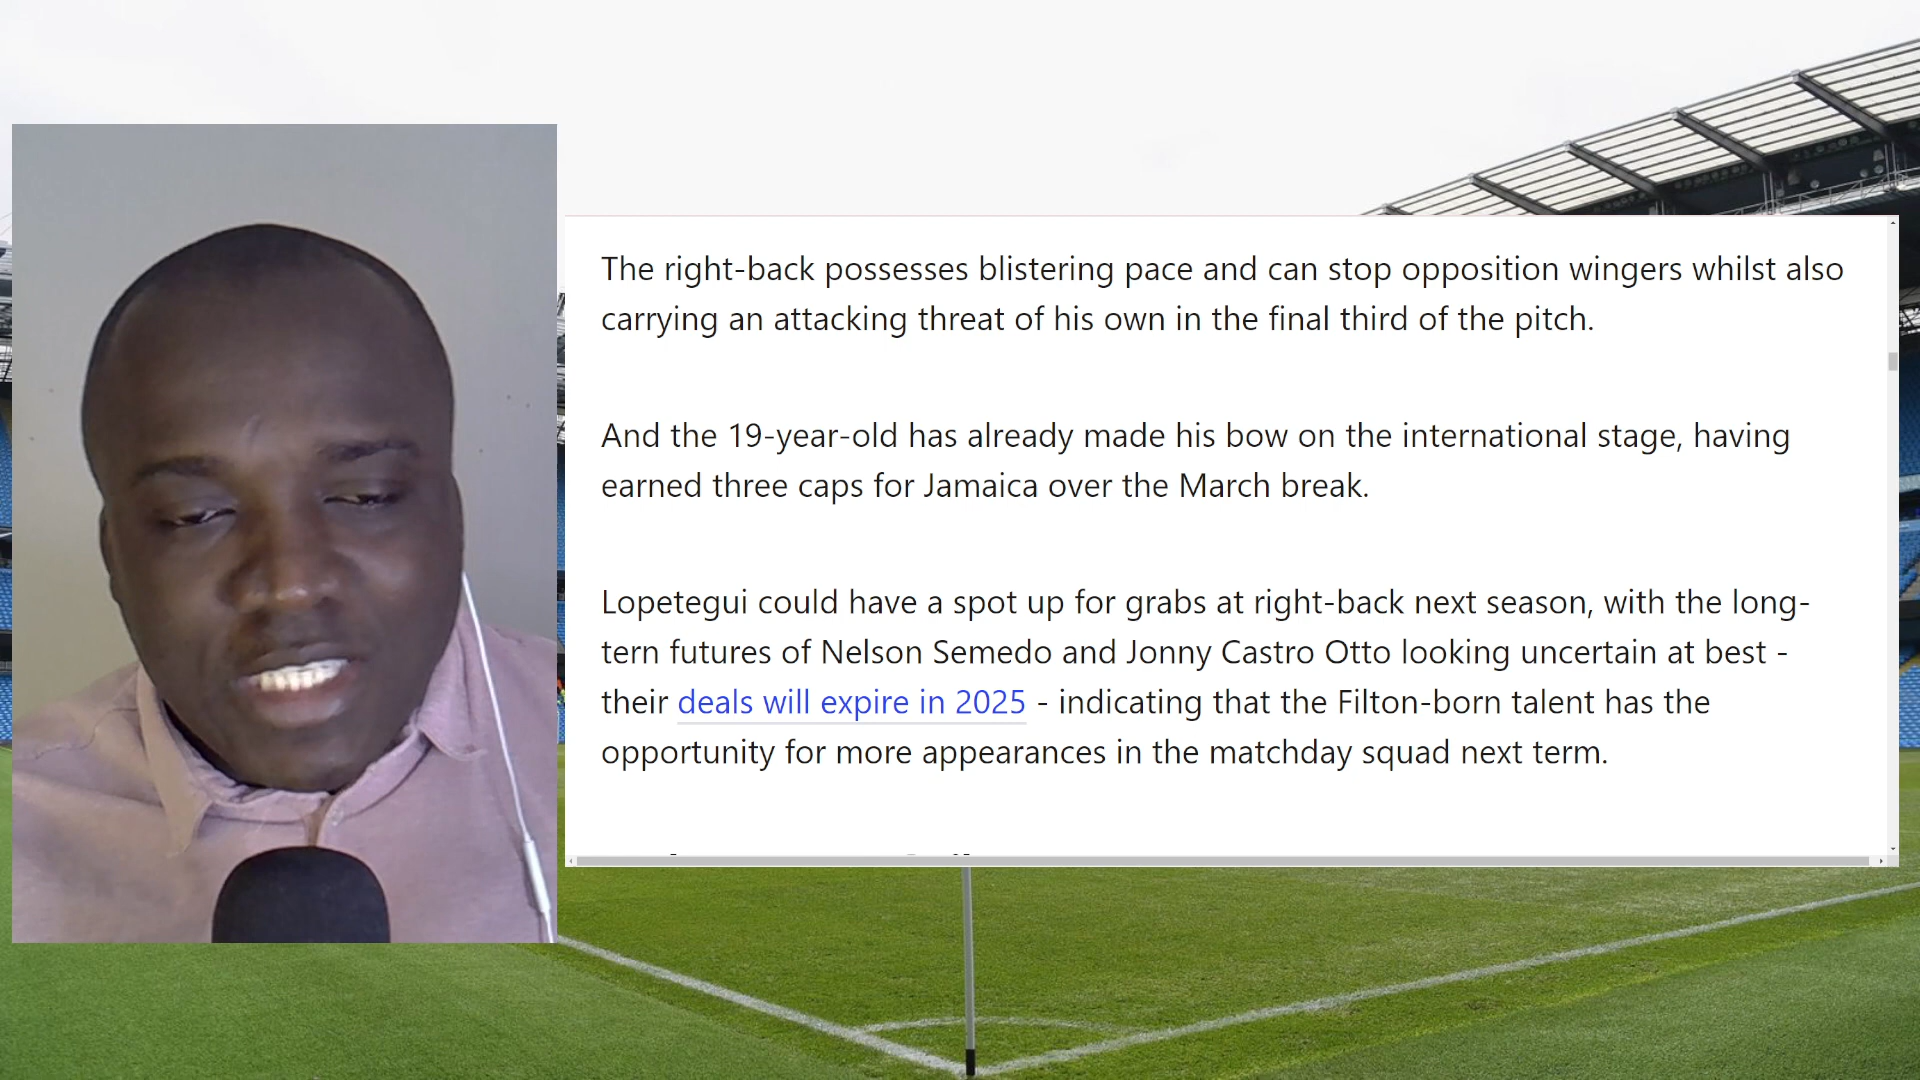 The right-back possesses blistering pace and can stop opposition wingers whilst also
carrying an attacking threat of his own in the final third of the pitch.
And the 19-year-old has already made his bow on the international stage, having
earned three caps for Jamaica over the March break.
Lopetegui could have a spot up for grabs at right-back next season, with the long-
tern futures of Nelson Semedo and Jonny Castro Otto looking uncertain at best -
their deals will expire in 2025 - indicating that the Filton-born talent has the
opportunity for more appearances in the matchday squad next term.